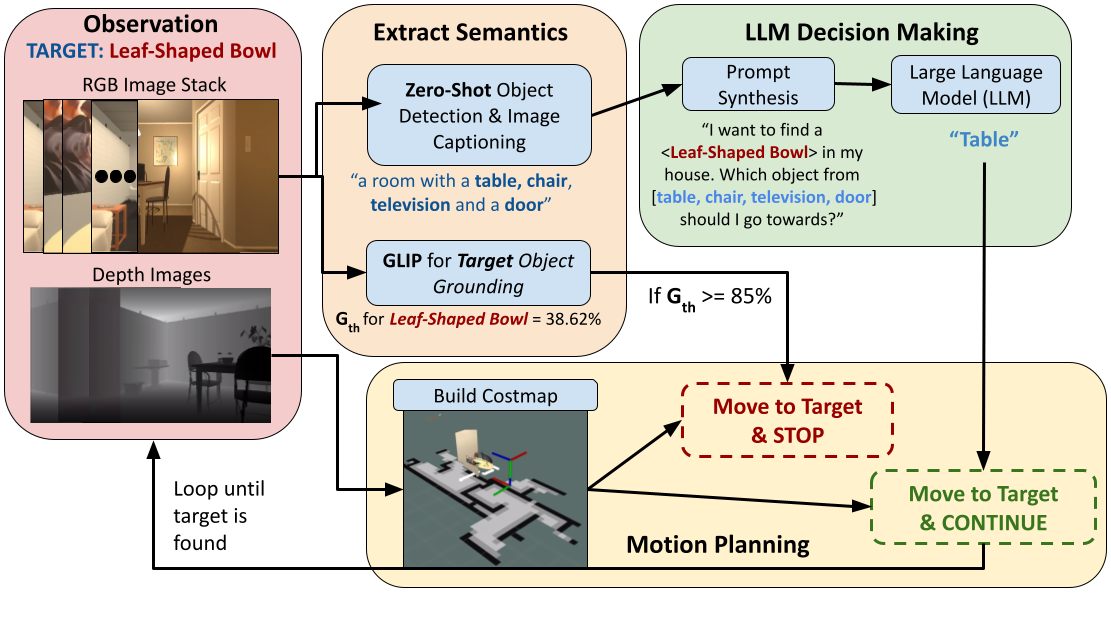 Observation
TARGET: Leaf-Shaped Bowl
RGB Image Stack
Depth Images
Extract Semantics
Zero-Shot Object
Detection & Image
Captioning
“a room with a table, chair,
television and a door”
GLIP for Target Object
Grounding
Gth for Leaf-Shaped Bowl = 38.62%
LLM Decision Making
Prompt
Synthesis
Large Language
Model (LLM)
“I want to find a
<Leaf-Shaped Bowl> in my
house. Which object from
[table, chair, television, door]
should I go towards?”
“Table”
If Gth >= 85%
Build Costmap
Move to Target
& STOP
Move to Target
& CONTINUE
Motion Planning
Loop until
target is
found